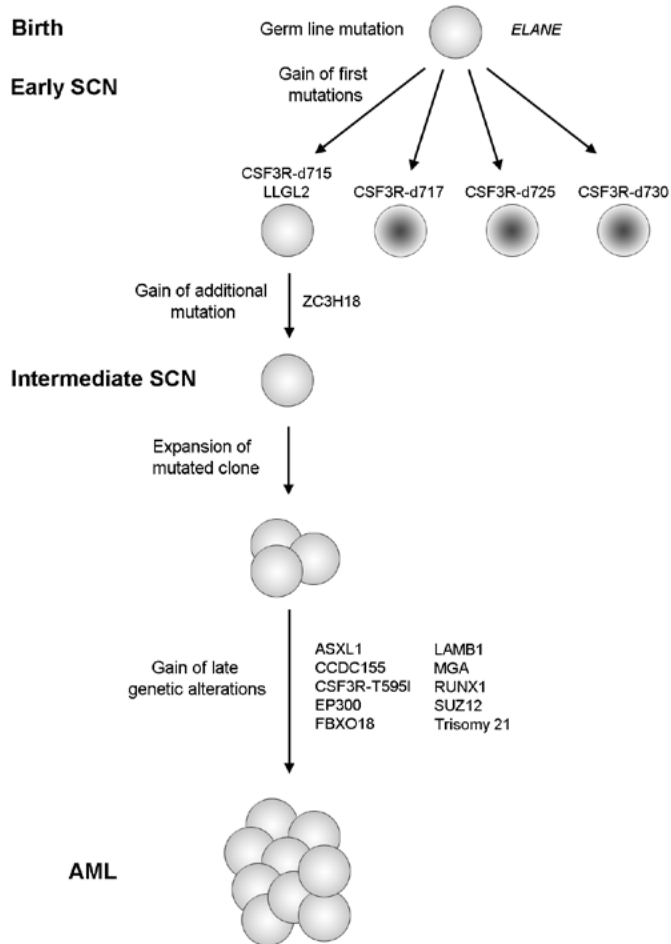 Birth
Germ line mutation
ELANE
Early SCN
Gain of first
mutations
CSF3R-d715
LLGL2
CSF3R-d717
CSF3R-d725
CSF3R-d730
Gain of additional
mutation
ZC3H18
Intermediate SCN
Expansion of
mutated clone
Gain of late
genetic alterations
ASXL1
CCDC155
CSF3R-T595I
EP300
FBXO18
LAMB1
MGA
RUNX1
SUZ12
Trisomy 21
AML